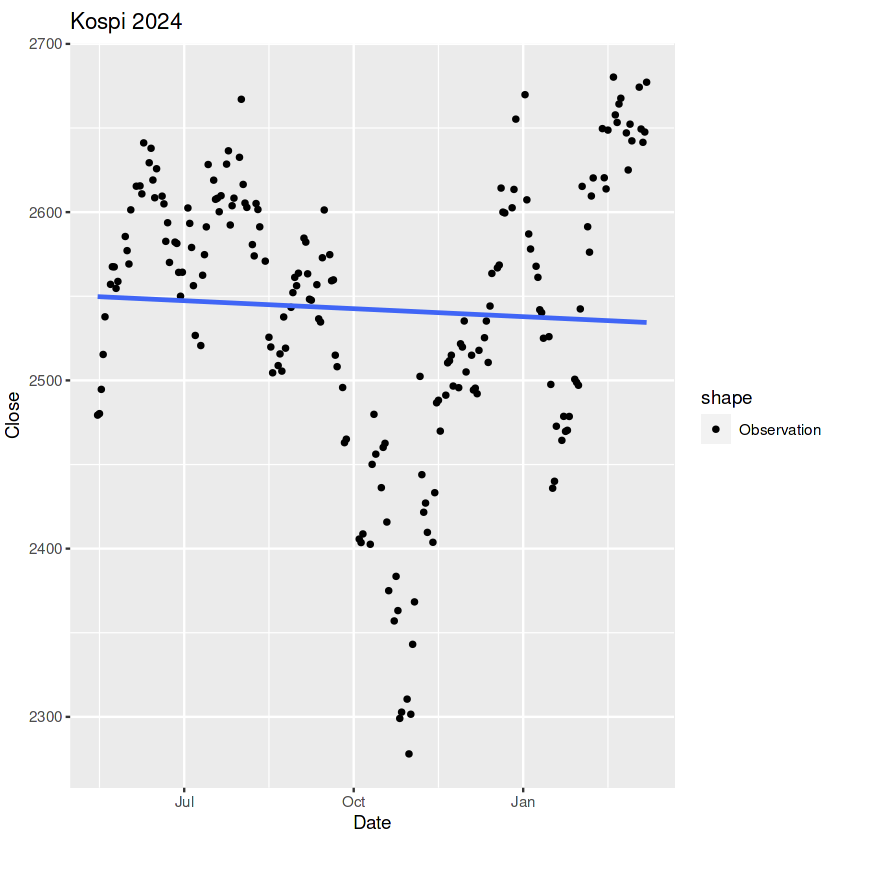 Kospi 2024
2700
2600
2500
2400
2300
Close
Jul
Oct
Jan
Date
shape
Observation